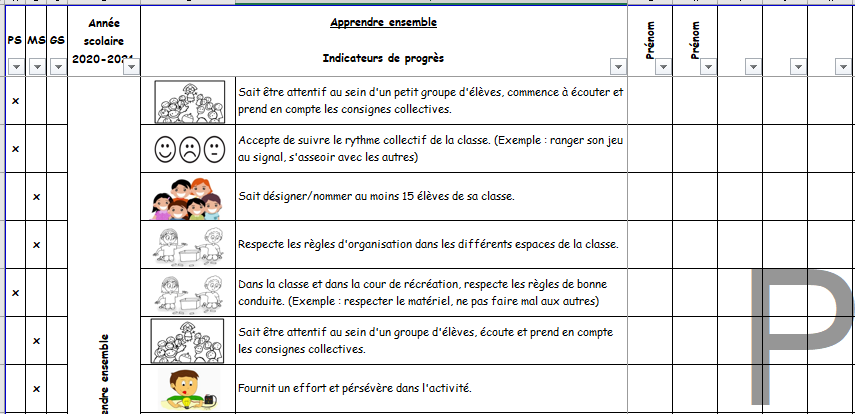 Année
scolaire
2020-2021
Apprendre ensemble
Indicateurs de progrès
PS MS GS
Prénom
Prénom
x
Sait être attentif au sein d'un petit groupe d'élèves, commence à écouter et
prend en compte les consignes collectives.
x
Accepte de suivre le rythme collectif de la classe. (Exemple : ranger son jeu
au signal, s'asseoir avec les autres)
x
Sait désigner/nommer au moins 15 élèves de sa classe.
x
Respecte les règles d'organisation dans les différents espaces de la classe.
x
Dans la classe et dans la cour de récréation, respecte les règles de bonne
conduite. (Exemple : respecter le matériel, ne pas faire mal aux autres)
x
Sait être attentif au sein d'un groupe d'élèves, écoute et prend en compte
les consignes collectives.
x
Fournit un effort et pérsévère dans l'activité.
endre ensemble
P